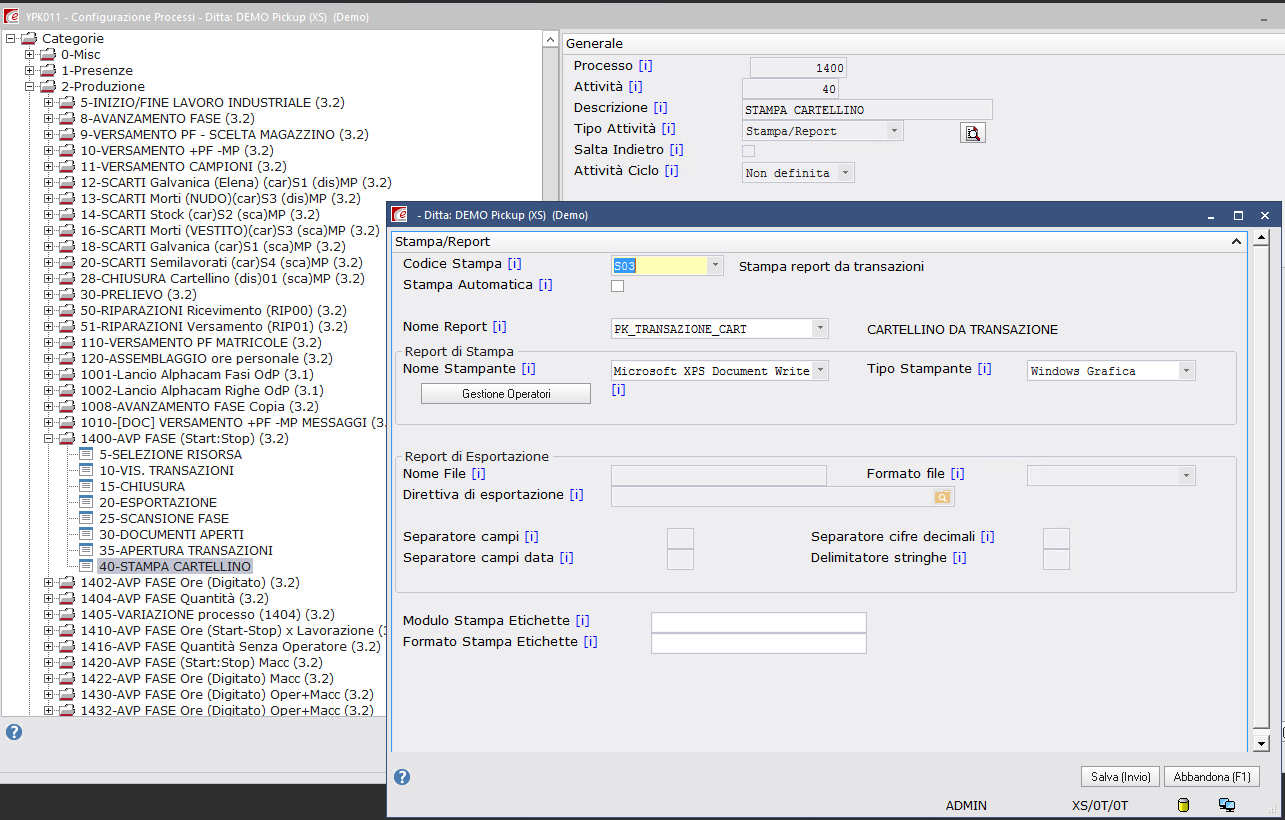 YPK011 - Configurazione Processi - Ditta: DEMO Pickup (XS) (Demo)
Categorie
0-Misc
1-Presenze
2-Produzione
5-INIZIO/FINE LAVORO INDUSTRIALE (3.2)
8-AVANZAMENTO FASE (3.2)
9-VERSAMENTO PF - SCELTA MAGAZZINO (3.2)
10-VERSAMENTO +PF -MP (3.2)
11-VERSAMENTO CAMPIONI (3.2)
12-SCARTI Galvanica (Elena) (car)S1 (dis)MP (3.2)
13-SCARTI Morti (NUDO)(car)S3 (dis)MP (3.2)
14-SCARTI Stock (car)S2 (sca)MP (3.2)
16-SCARTI Morti (VESTITO)(car)S3 (sca)MP (3.2)
18-SCARTI Galvanica (car)S1 (sca)MP (3.2)
20-SCARTI Semilavorati (car)S4 (sca)MP (3.2)
28-CHIUSURA Cartellino (dis)01 (sca)MP (3.2)
30-PRELIEVO (3.2)
50-RIPARAZIONI Ricevimento (RIP00) (3.2)
51-RIPARAZIONI Versamento (RIP01) (3.2)
110-VERSAMENTO PF MATRICOLE (3.2)
120-ASSEMBLAGGIO ore personale (3.2)
1001-Lancio Alphacam Fasi OdP (3.1)
1002-Lancio Alphacam Righe OdP (3.1)
1008-AVANZAMENTO FASE Copia (3.2)
1010-[DOC] VERSAMENTO +PF -MP MESSAGGI (3.
1400-AVP FASE (Start:Stop) (3.2)
5-SELEZIONE RISORSA
10-VIS. TRANSAZIONI
15-CHIUSURA
20-ESPORTAZIONE
25-SCANSIONE FASE
30-DOCUMENTI APERTI
35-APERTURA TRANSAZIONI
40-STAMPA CARTELLINO
1402-AVP FASE Ore (Digitato) (3.2)
1404-AVP FASE Quantità (3.2)
1405-VARIAZIONE processo (1404) (3.2)
1410-AVP FASE Ore (Start-Stop) x Lavorazione (3
1416-AVP FASE Quantità Senza Operatore (3.2)
1420-AVP FASE (Start:Stop) Macc (3.2)
1422-AVP FASE Ore (Digitato) Macc (3.2)
1430-AVP FASE Ore (Digitato) Oper+Macc (3.2)
1432-AVP FASE Ore (Digitato) Oper+Macc (3.2)
Generale
Processo [i] 1400
Attività [i] 40
Descrizione [i] STAMPA CARTELLINO
Tipo Attività [i] Stampa/Report
Salta Indietro [i]
Attività Ciclo [i] Non definita
- Ditta: DEMO Pickup (XS) (Demo)
Stampa/Report
Codice Stampa [i] S03 Stampa report da transazioni
Stampa Automatica [i]
Nome Report [i] PK_TRANSAZIONE_CART CARTELLINO DA TRANSAZIONE
Report di Stampa
Nome Stampante [i] Microsoft XPS Document Write Tipo Stampante [i] Windows Grafica
Gestione Operatori [i]
Report di Esportazione
Nome File [i] Formato file [i]
Direttiva di esportazione [i]
Separatore campi [i] Separatore cifre decimali [i]
Separatore campi data [i] Delimitatore stringhe [i]
Modulo Stampa Etichette [i]
Formato Stampa Etichette [i]
Salva (Invio) Abbandona (F1)
ADMIN XS/0T/0T